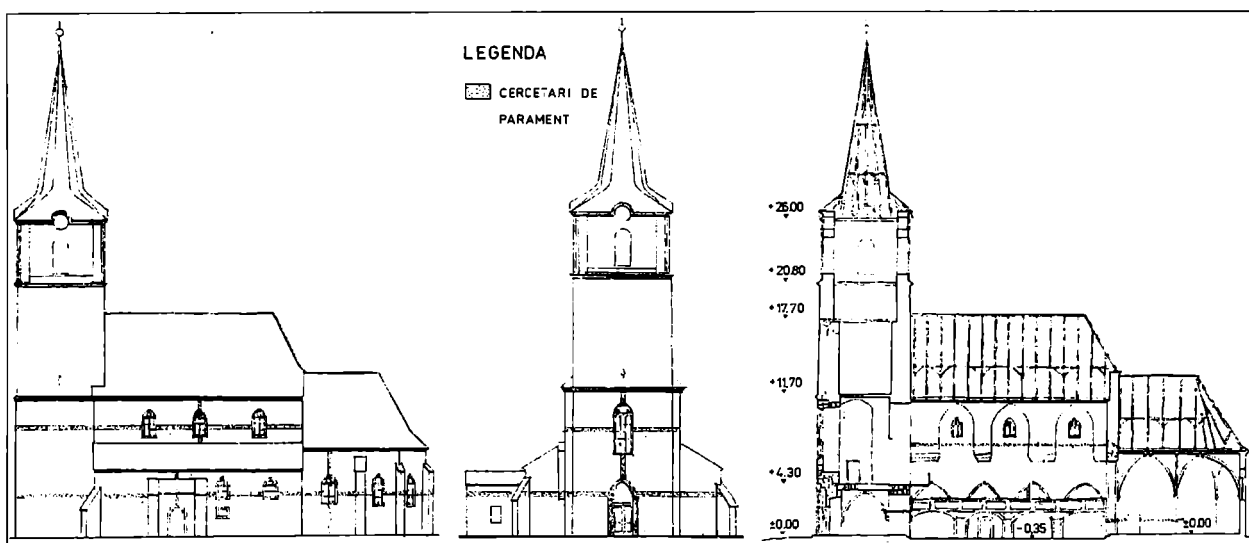 LEGENDA
CERCETARI DE
PARAMENT
+26.00
+20.80
+17.70
+11.70
+4.30
±0.00
-0.35
±0.00